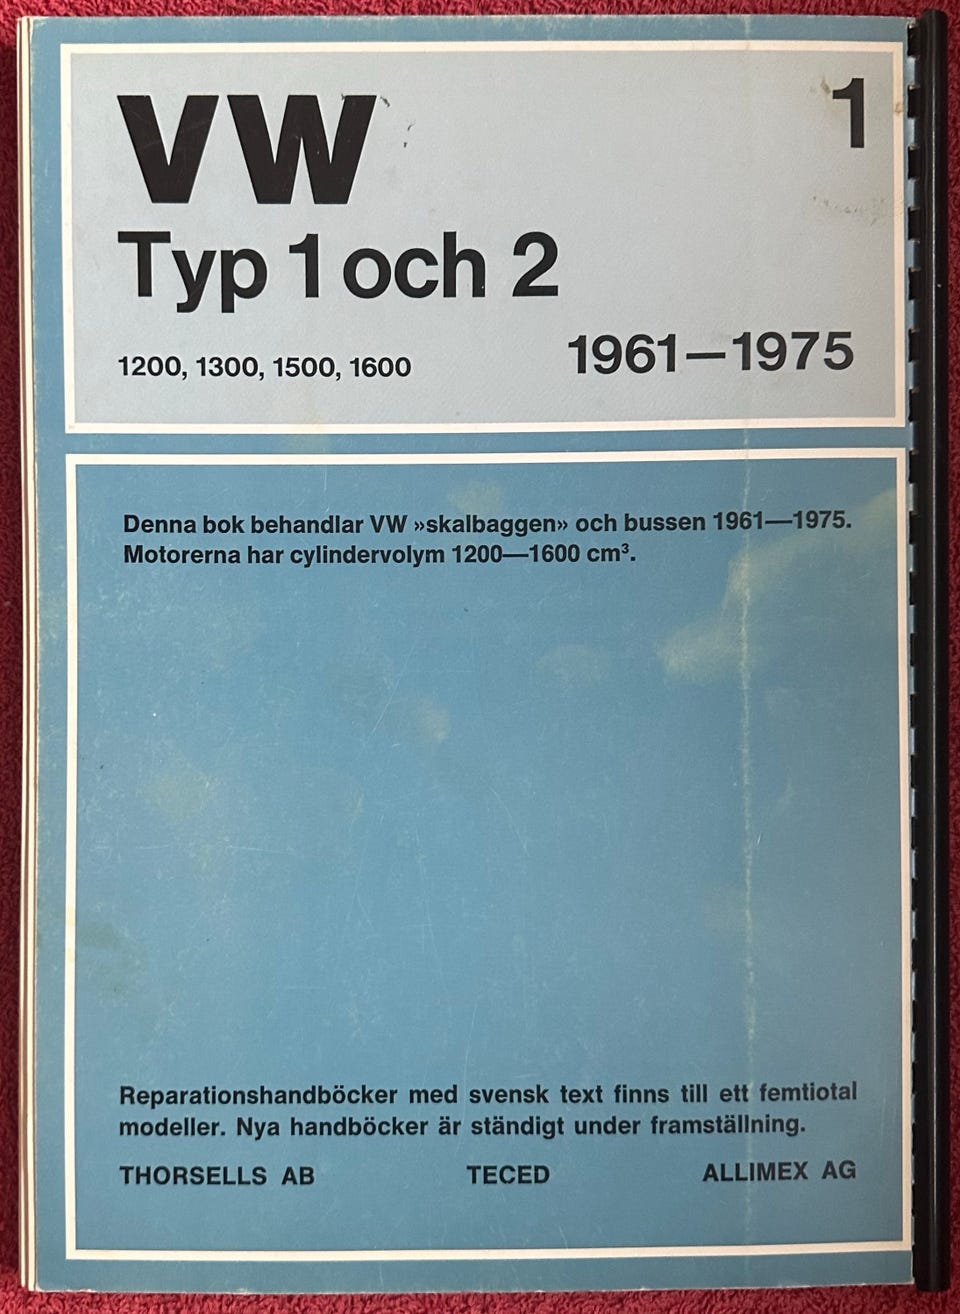 VW
1
Typ 1 och 2
1200, 1300, 1500, 1600
1961—1975
Denna bok behandlar VW »skalbaggen» och bussen 1961—1975.
Motorerna har cylindervolym 1200—1600 cm³.
Reparationshandböcker med svensk text finns till ett femtiotal
modeller. Nya handböcker är ständigt under framställning.
THORSELLS AB TECED ALLIMEX AG